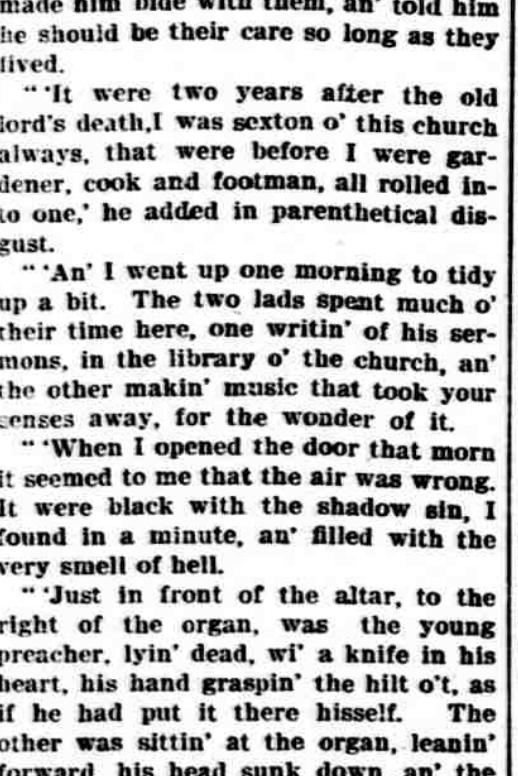 made him bide with them, an' told him
he should be their care so long as they
lived.
"'It were two years after the old
lord's death,I was sexton o' this church
always, that were before I were gar-
dener, cook and footman, all rolled in-
to one,' he added in parenthetical dis-
gust.
"'An' I went up one morning to tidy
up a bit. The two lads spent much o'
their time here, one writin' of his ser-
mons, in the library o' the church, an'
the other makin' music that took your
senses away, for the wonder of it.
"'When I opened the door that morn
it seemed to me that the air was wrong.
It were black with the shadow sin, I
found in a minute, an' filled with the
very smell of hell.
"'Just in front of the altar, to the
right of the organ, was the young
preacher, lyin' dead, wi' a knife in his
heart, his hand graspin' the hilt o't, as
if he had put it there hisself. The
other was sittin' at the organ, leanin'
forward, his head sunk down, an' the